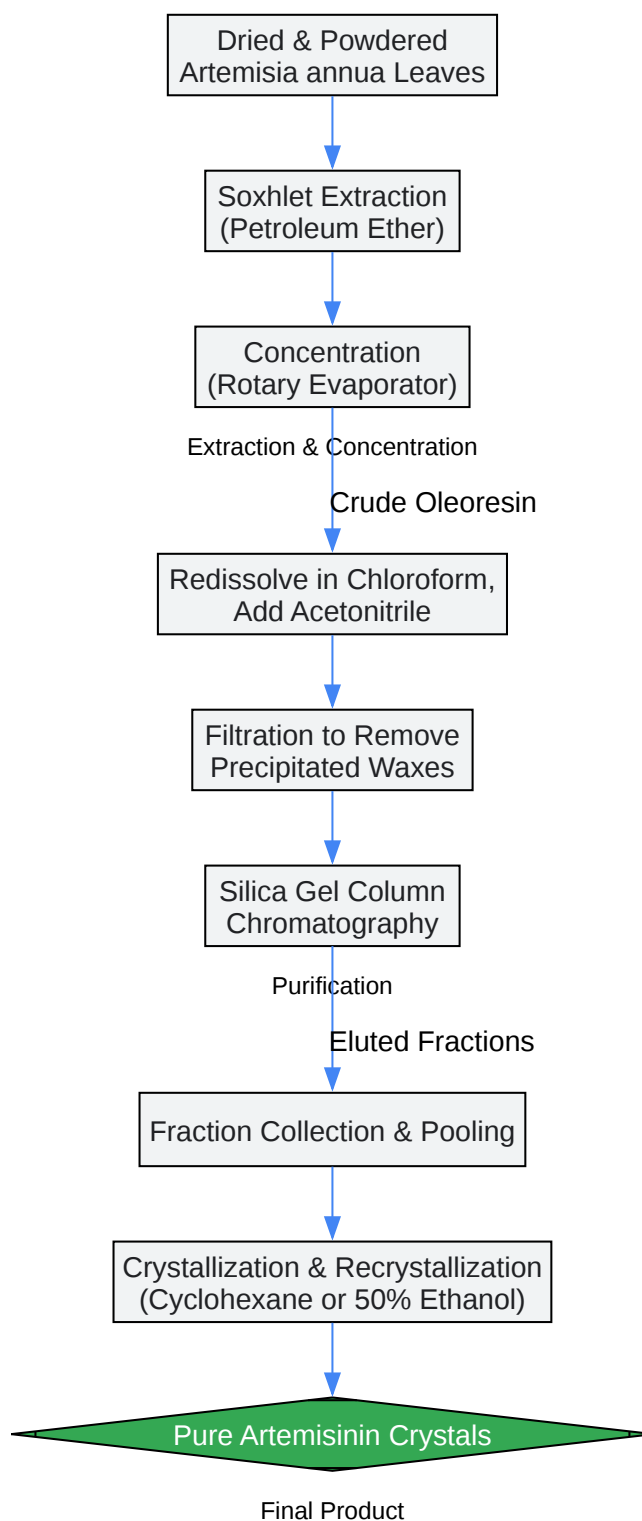 Dried & Powdered
Artemisia annua Leaves
Soxhlet Extraction
(Petroleum Ether)
Concentration
(Rotary Evaporator)
Extraction & Concentration
Crude Oleoresin
Redissolve in Chloroform,
Add Acetonitrile
Filtration to Remove
Precipitated Waxes
Silica Gel Column
Chromatography
Purification
Eluted Fractions
Fraction Collection & Pooling
Crystallization & Recrystallization
(Cyclohexane or 50% Ethanol)
Pure Artemisinin Crystals
Final Product